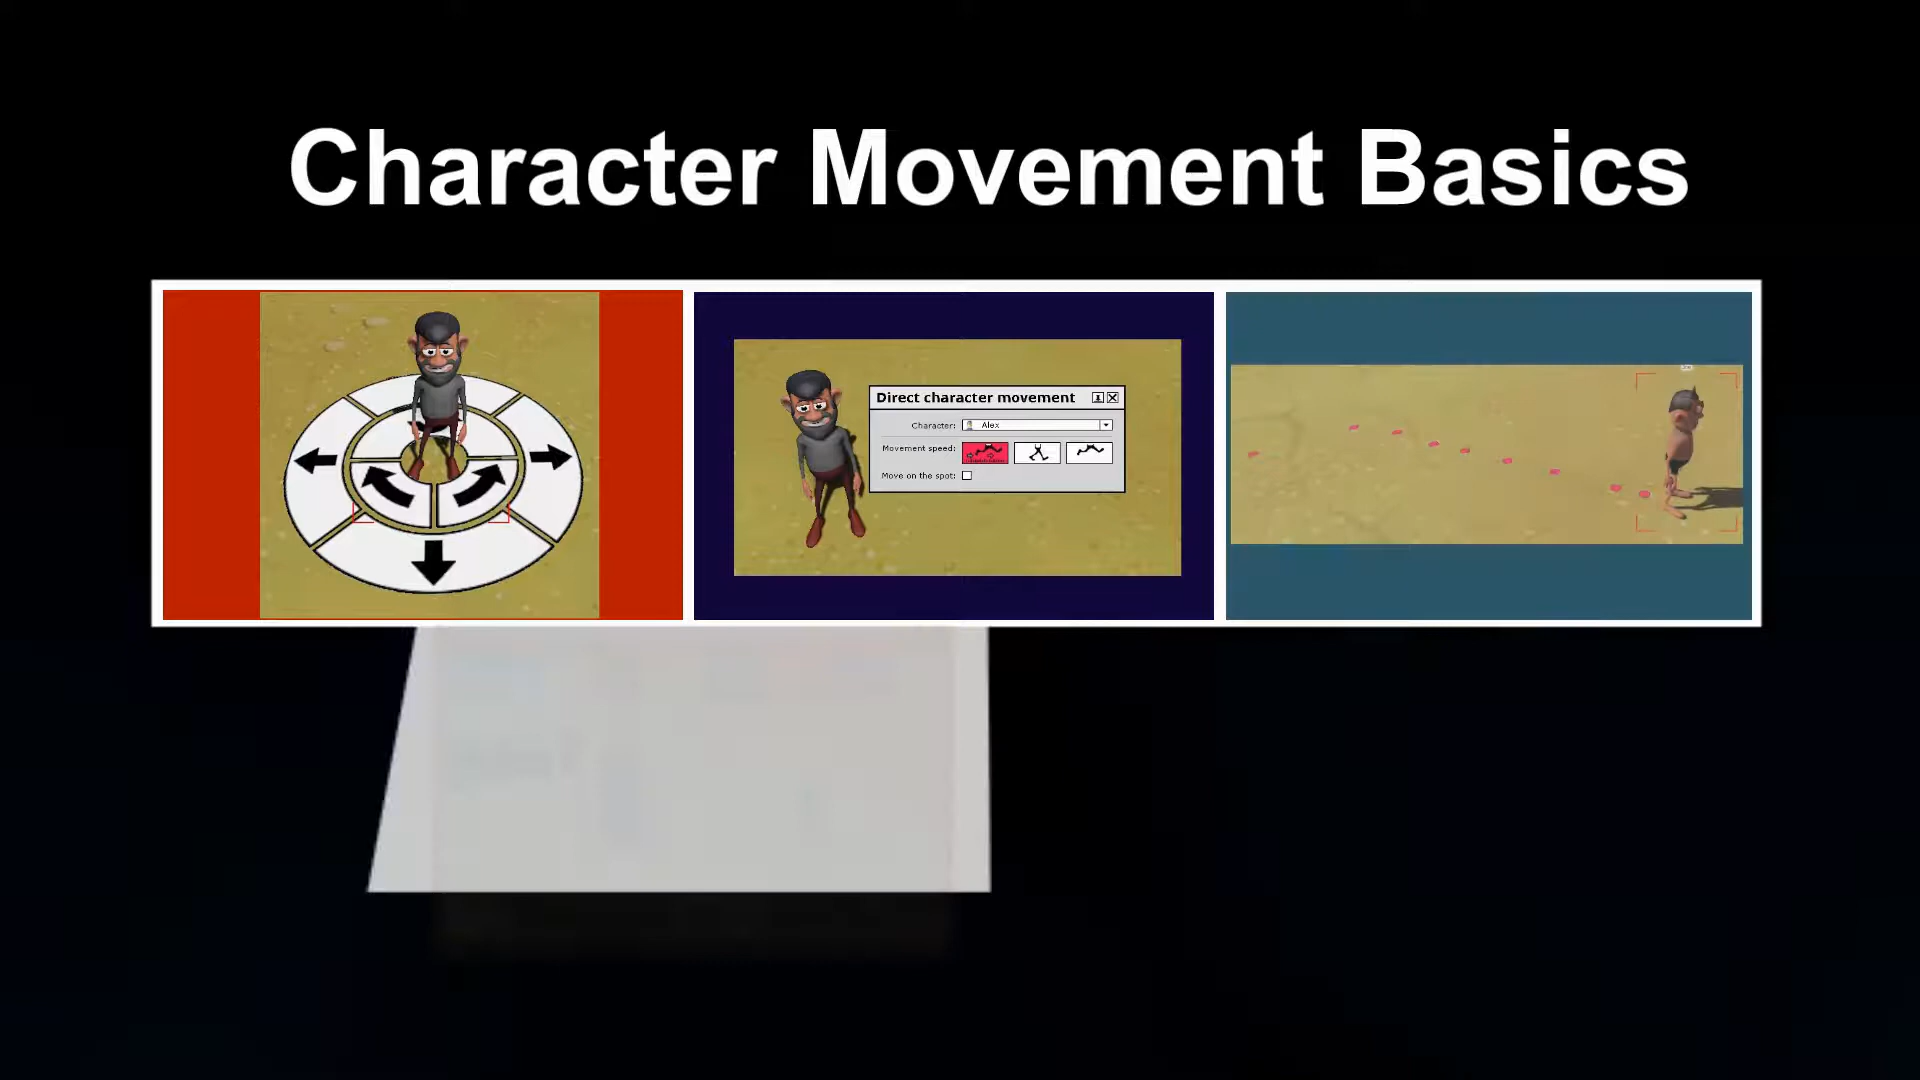 Character Movement Basics
Direct character movement
Character: Alex
Movement speed:
Move on the spot: